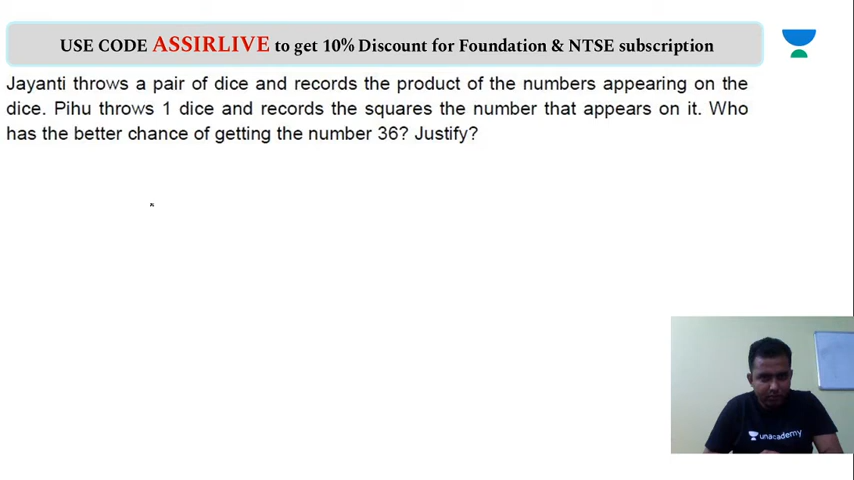 USE CODE ASSIRLIVE to get 10% Discount for Foundation & NTSE subscription
Jayanti throws a pair of dice and records the product of the numbers appearing on the
dice. Pihu throws 1 dice and records the squares the number that appears on it. Who
has the better chance of getting the number 36? Justify?
unacademy